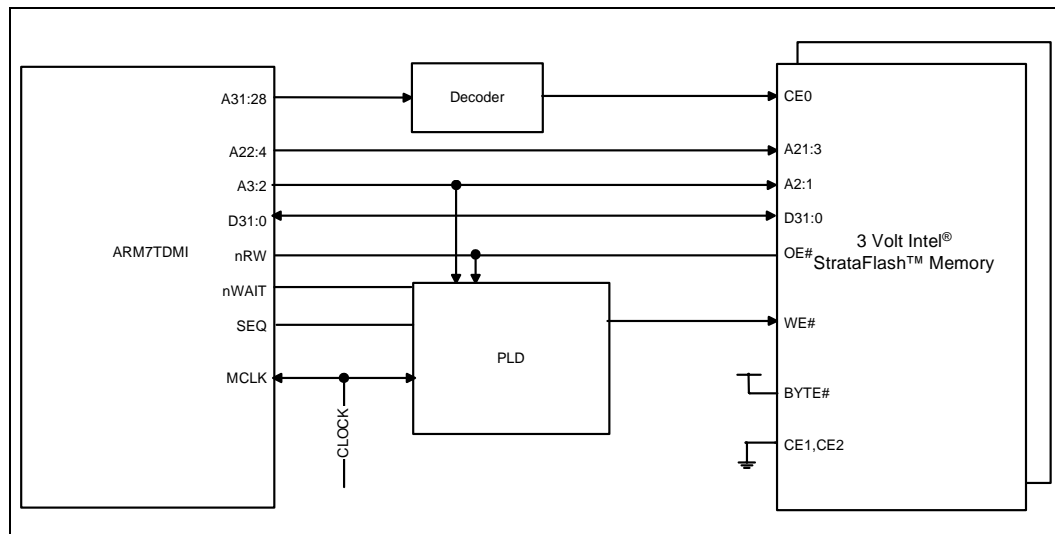 A31:28
Decoder
CE0
A22:4
A21:3
A3:2
A2:1
D31:0
D31:0
ARM7TDMI
nRW
OE#
3 Volt Intel®
StrataFlash™ Memory
nWAIT
SEQ
WE#
PLD
MCLK
BYTE#
CLOCK
CE1,CE2